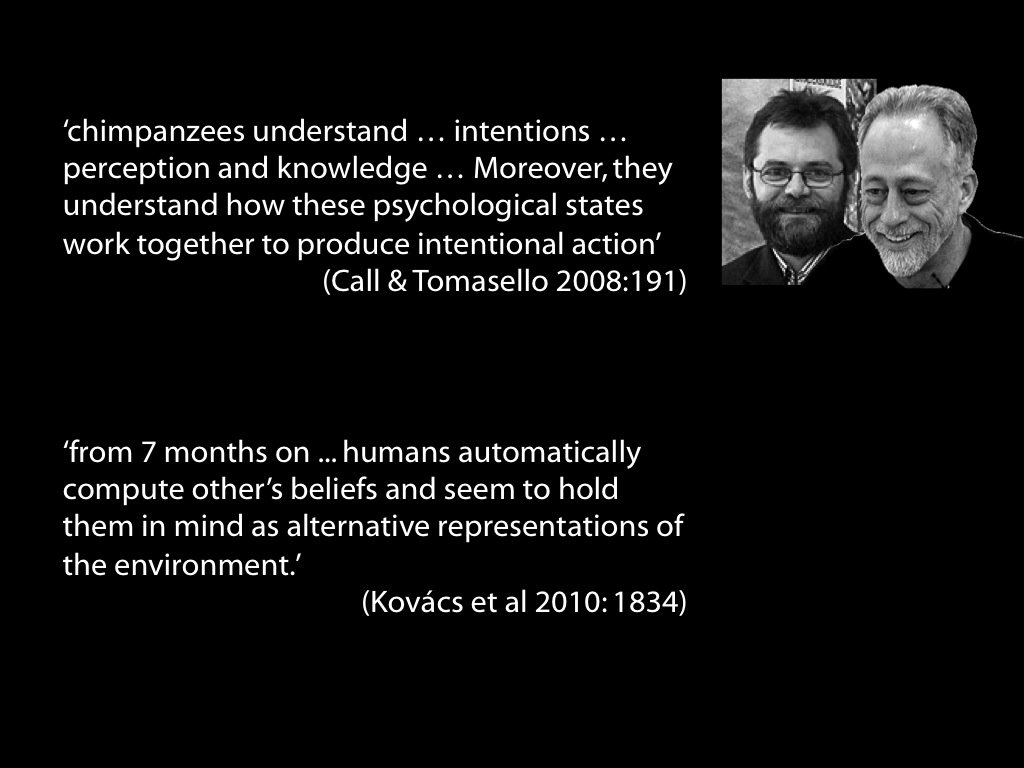 ‘chimpanzees understand … intentions …
perception and knowledge … Moreover, they
understand how these psychological states
work together to produce intentional action’
(Call & Tomasello 2008:191)
‘from 7 months on ... humans automatically
compute other’s beliefs and seem to hold
them in mind as alternative representations of
the environment.’
(Kovács et al 2010: 1834)